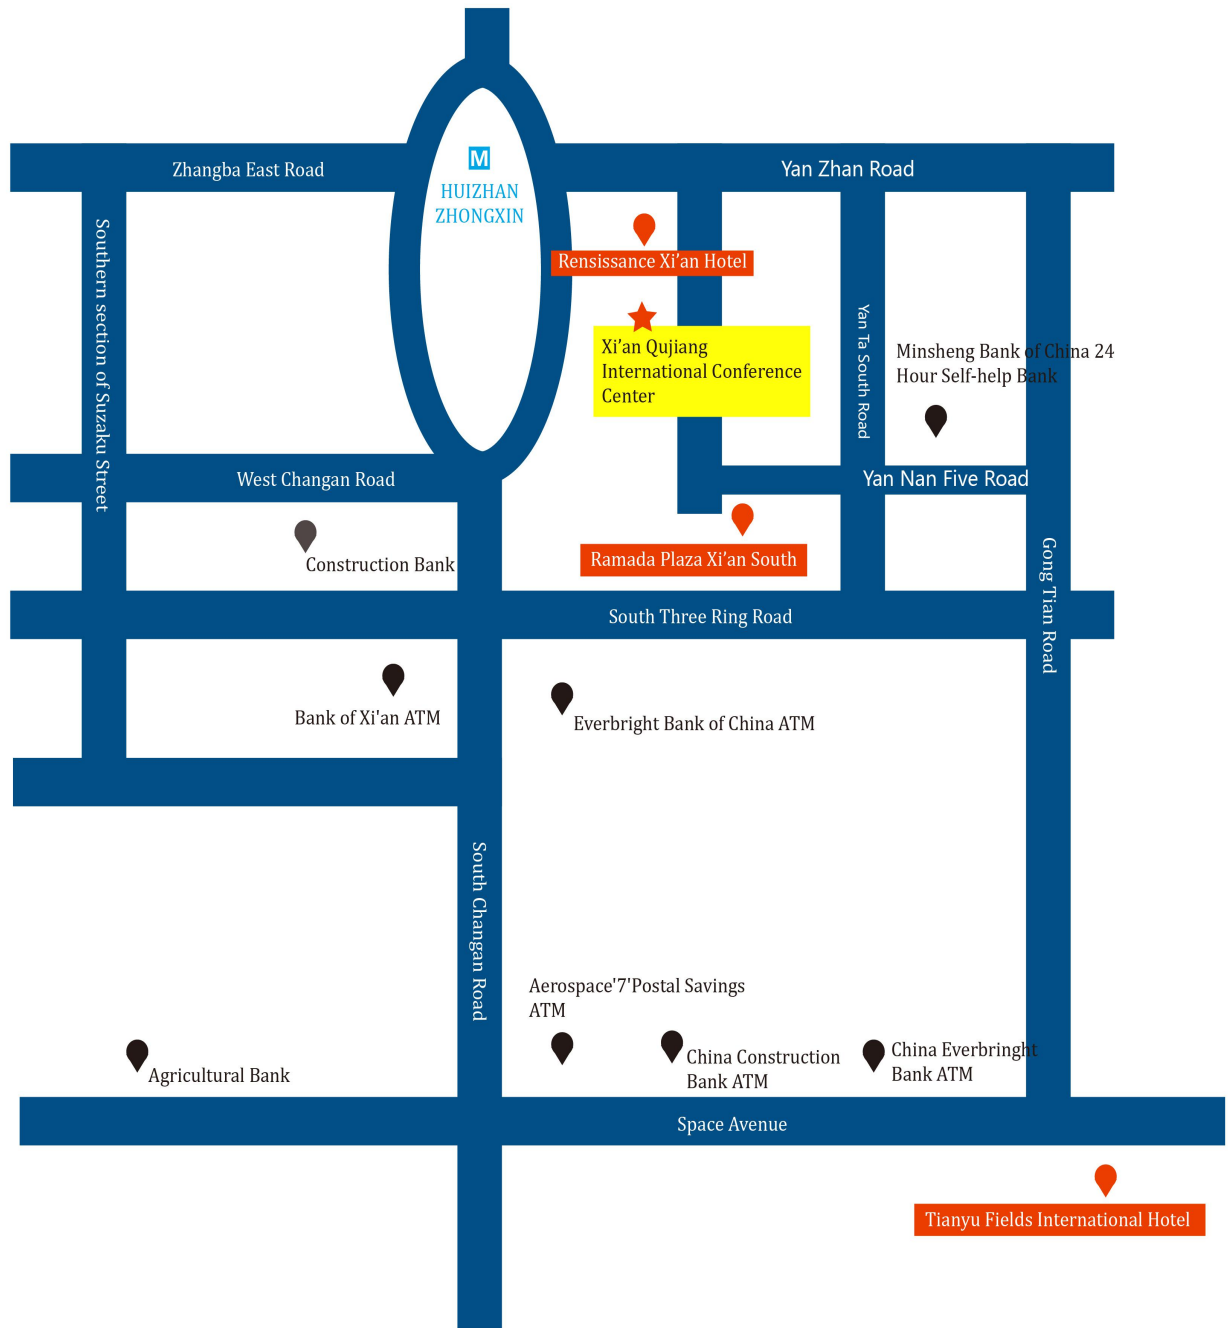 Zhangba East Road
M
HUIZHAN
ZHONGXIN
Yan Zhan Road
Southern section of Suzaku Street
Rensissance Xi’an Hotel
Xi’an Qujiang
International Conference
Center
Yan Ta South Road
Minsheng Bank of China 24
Hour Self-help Bank
West Changan Road
Yan Nan Five Road
Construction Bank
Ramada Plaza Xi’an South
Gong Tian Road
South Three Ring Road
Bank of Xi'an ATM
Everbright Bank of China ATM
South Changan Road
Aerospace'7'Postal Savings
ATM
Agricultural Bank
China Construction
Bank ATM
China Everbringht
Bank ATM
Space Avenue
Tianyu Fields International Hotel